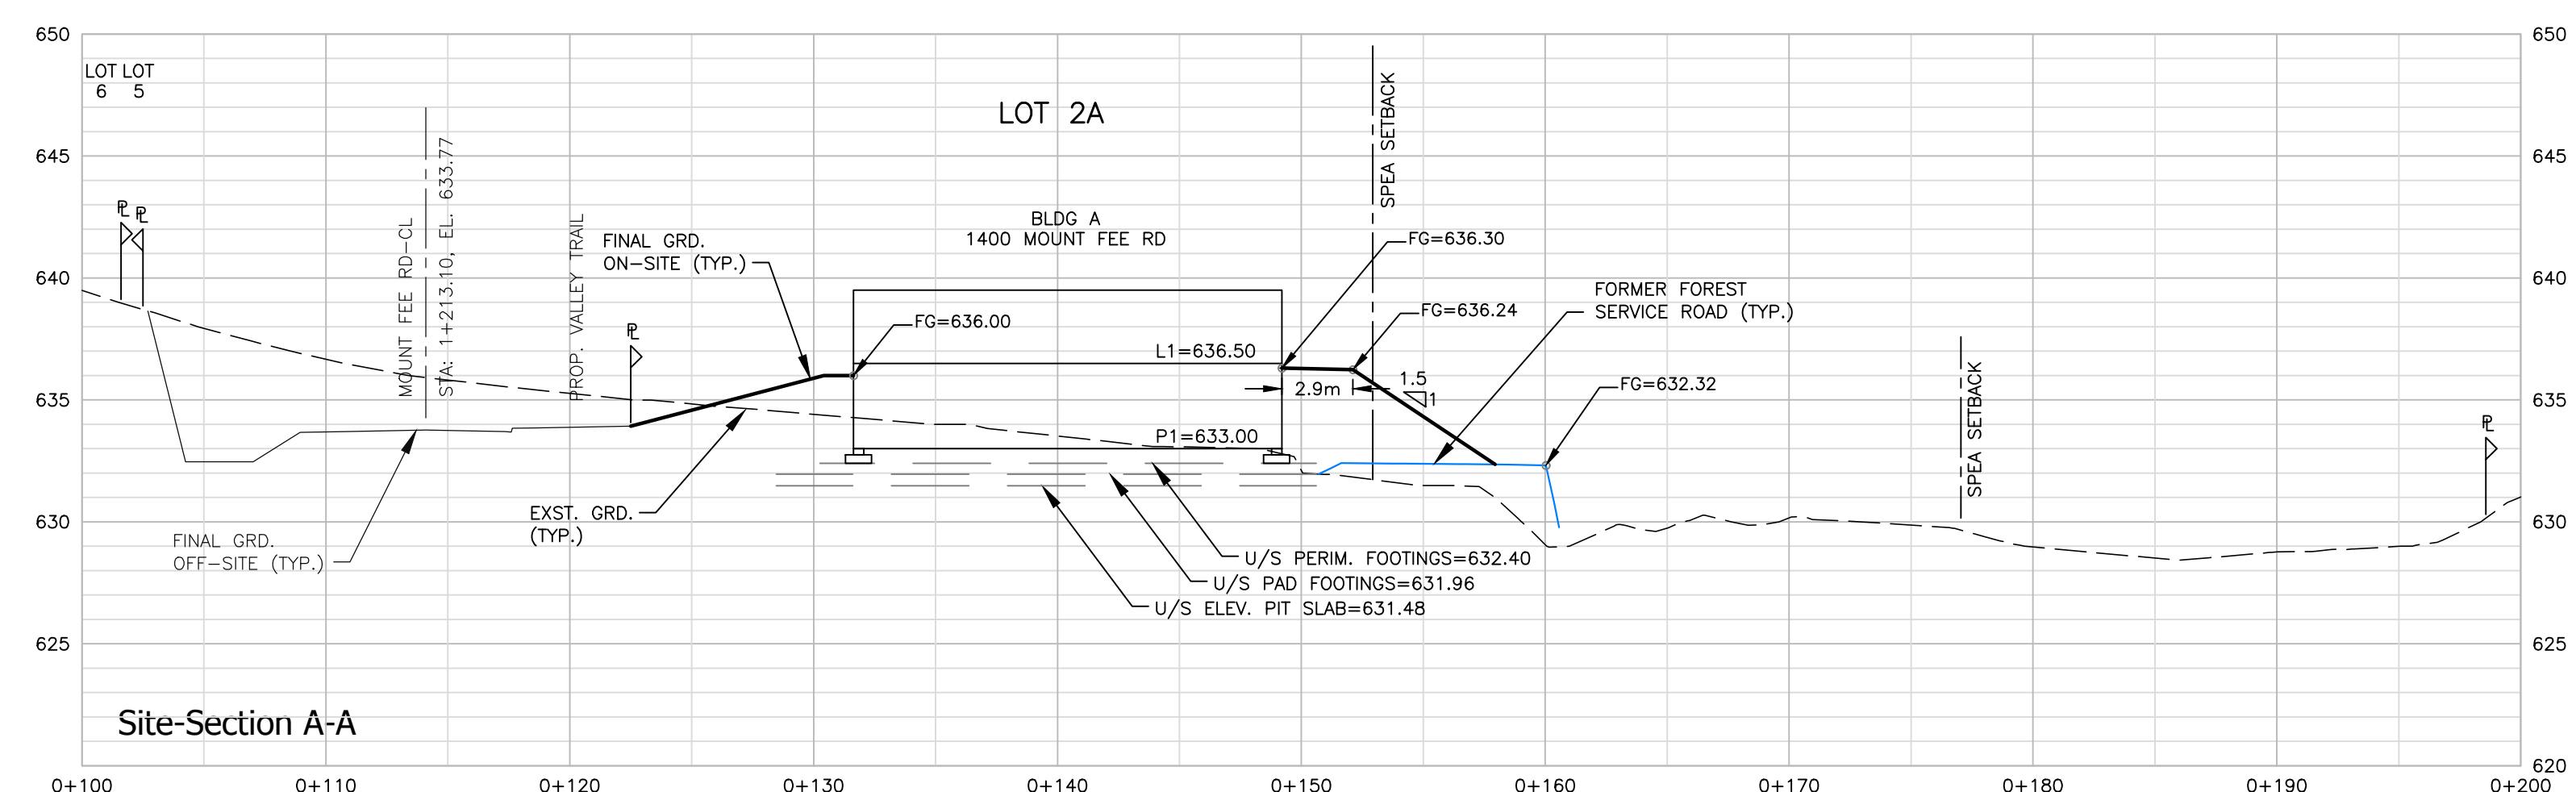 650
650
LOT LOT
6 5
LOT 2A
SPEA SETBACK
645
645
MOUNT FEE RD-CL
STA: 1+213.10, EL. 633.77
PROP. VALLEY TRAIL
PL PL
BLDG A
1400 MOUNT FEE RD
FINAL GRD.
ON-SITE (TYP.)
FG=636.30
640
640
FORMER FOREST
SERVICE ROAD (TYP.)
FG=636.24
FG=636.00
PL
L1=636.50
1.5
1
2.9m
FG=632.32
635
635
SPEA SETBACK
PL
P1=633.00
EXST. GRD.
(TYP.)
630
630
FINAL GRD.
OFF-SITE (TYP.)
U/S PERIM. FOOTINGS=632.40
U/S PAD FOOTINGS=631.96
U/S ELEV. PIT SLAB=631.48
625
625
Site-Section A-A
620
0+100 0+110 0+120 0+130 0+140 0+150 0+160 0+170 0+180 0+190 0+200